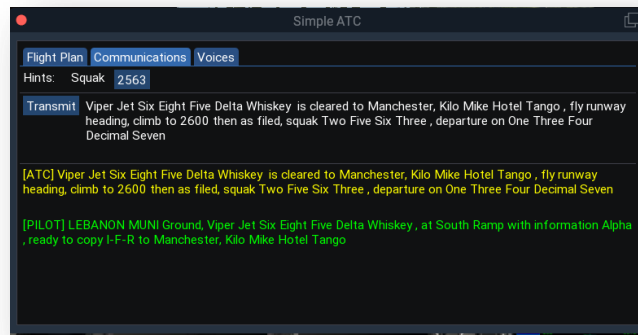 Simple ATC
Flight Plan Communications Voices
Hints: Squak 2563
Transmit Viper Jet Six Eight Five Delta Whiskey is cleared to Manchester, Kilo Mike Hotel Tango , fly runway
heading, climb to 2600 then as filed, squak Two Five Six Three , departure on One Three Four
Decimal Seven
[ATC] Viper Jet Six Eight Five Delta Whiskey is cleared to Manchester, Kilo Mike Hotel Tango , fly runway
heading, climb to 2600 then as filed, squak Two Five Six Three , departure on One Three Four Decimal Seven
[PILOT] LEBANON MUNI Ground, Viper Jet Six Eight Five Delta Whiskey , at South Ramp with information Alpha
, ready to copy I-F-R to Manchester, Kilo Mike Hotel Tango